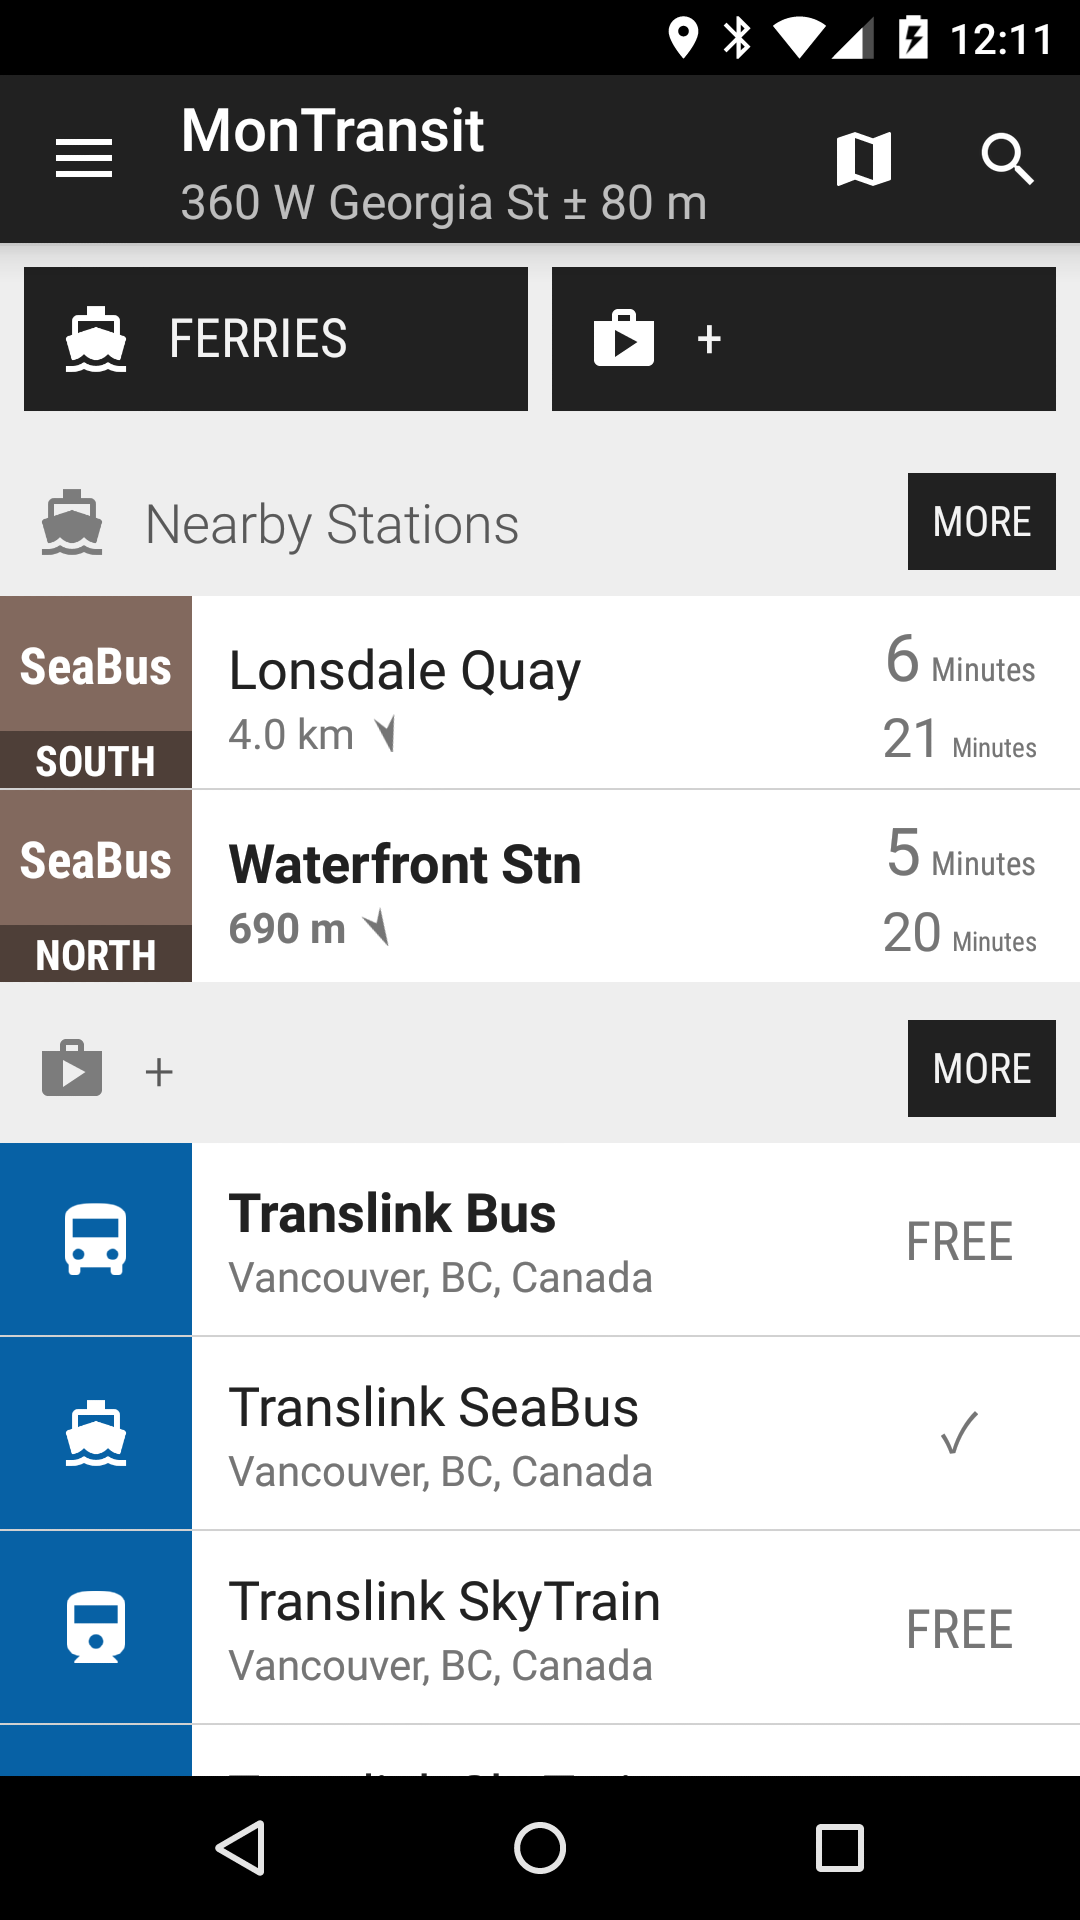 12:11
MonTransit
360 W Georgia St ± 80 m
FERRIES
+
Nearby Stations
MORE
SeaBus
SOUTH
Lonsdale Quay
4.0 km
6 Minutes
21 Minutes
SeaBus
NORTH
Waterfront Stn
690 m
5 Minutes
20 Minutes
+
MORE
Translink Bus
Vancouver, BC, Canada
FREE
Translink SeaBus
Vancouver, BC, Canada
✓
Translink SkyTrain
Vancouver, BC, Canada
FREE